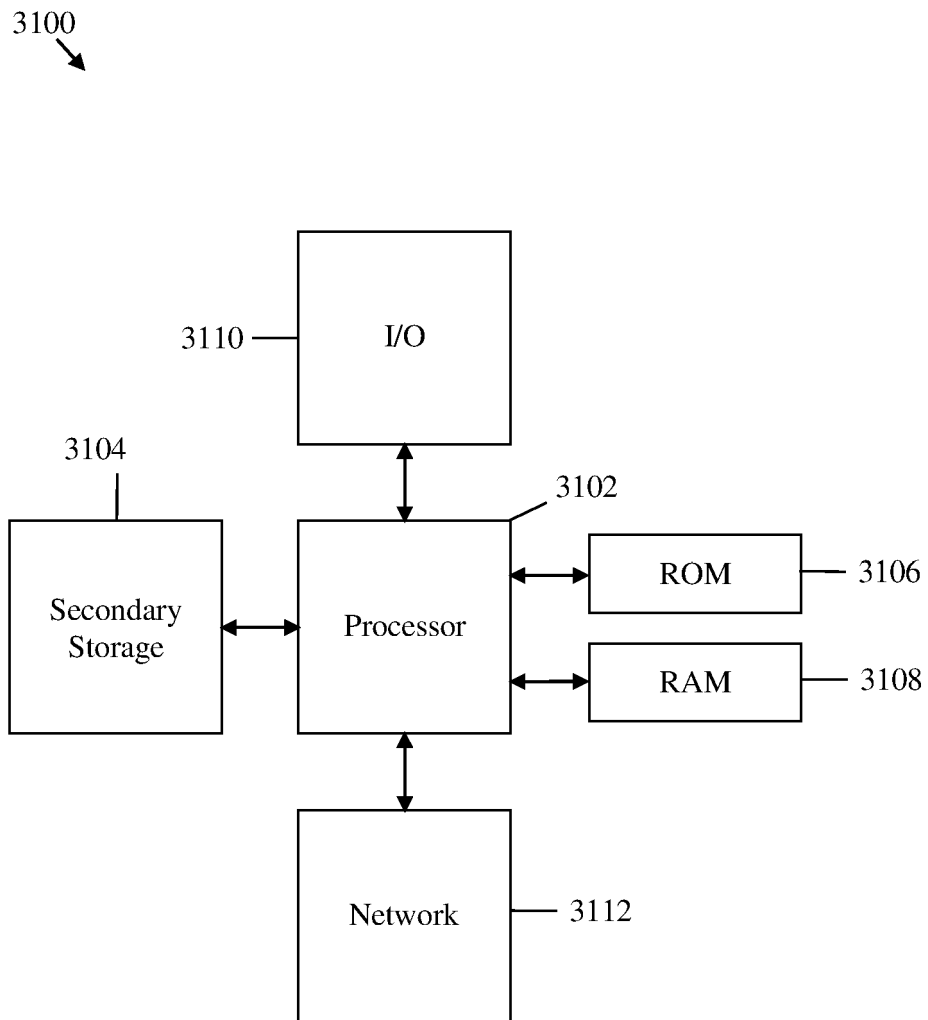 3100
I/O
3110
3104
3102
ROM
3106
Secondary
Storage
Processor
RAM
3108
Network
3112